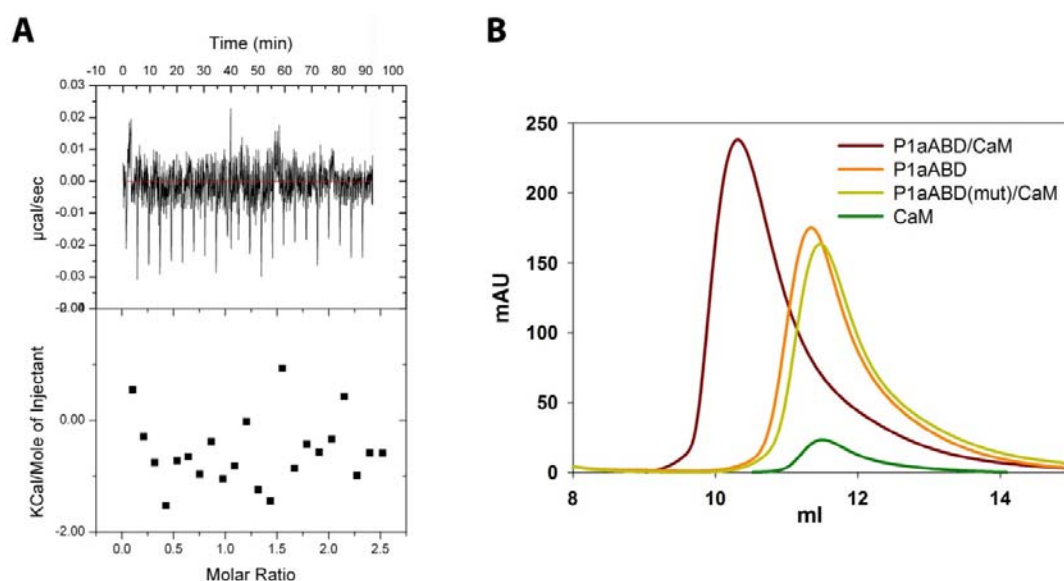 A
Time (min)
-10 0 10 20 30 40 50 60 70 80 90 100
0.03
0.02
0.01
0.00
-0.01
-0.02
-0.03
µcal/sec
0.00
-2.00
KCal/Mole of Injectant
0.0 0.5 1.0 1.5 2.0 2.5
Molar Ratio
B
250
200
150
100
50
0
mAU
P1aABD/CaM
P1aABD
P1aABD(mut)/CaM
CaM
8 10 12 14
ml